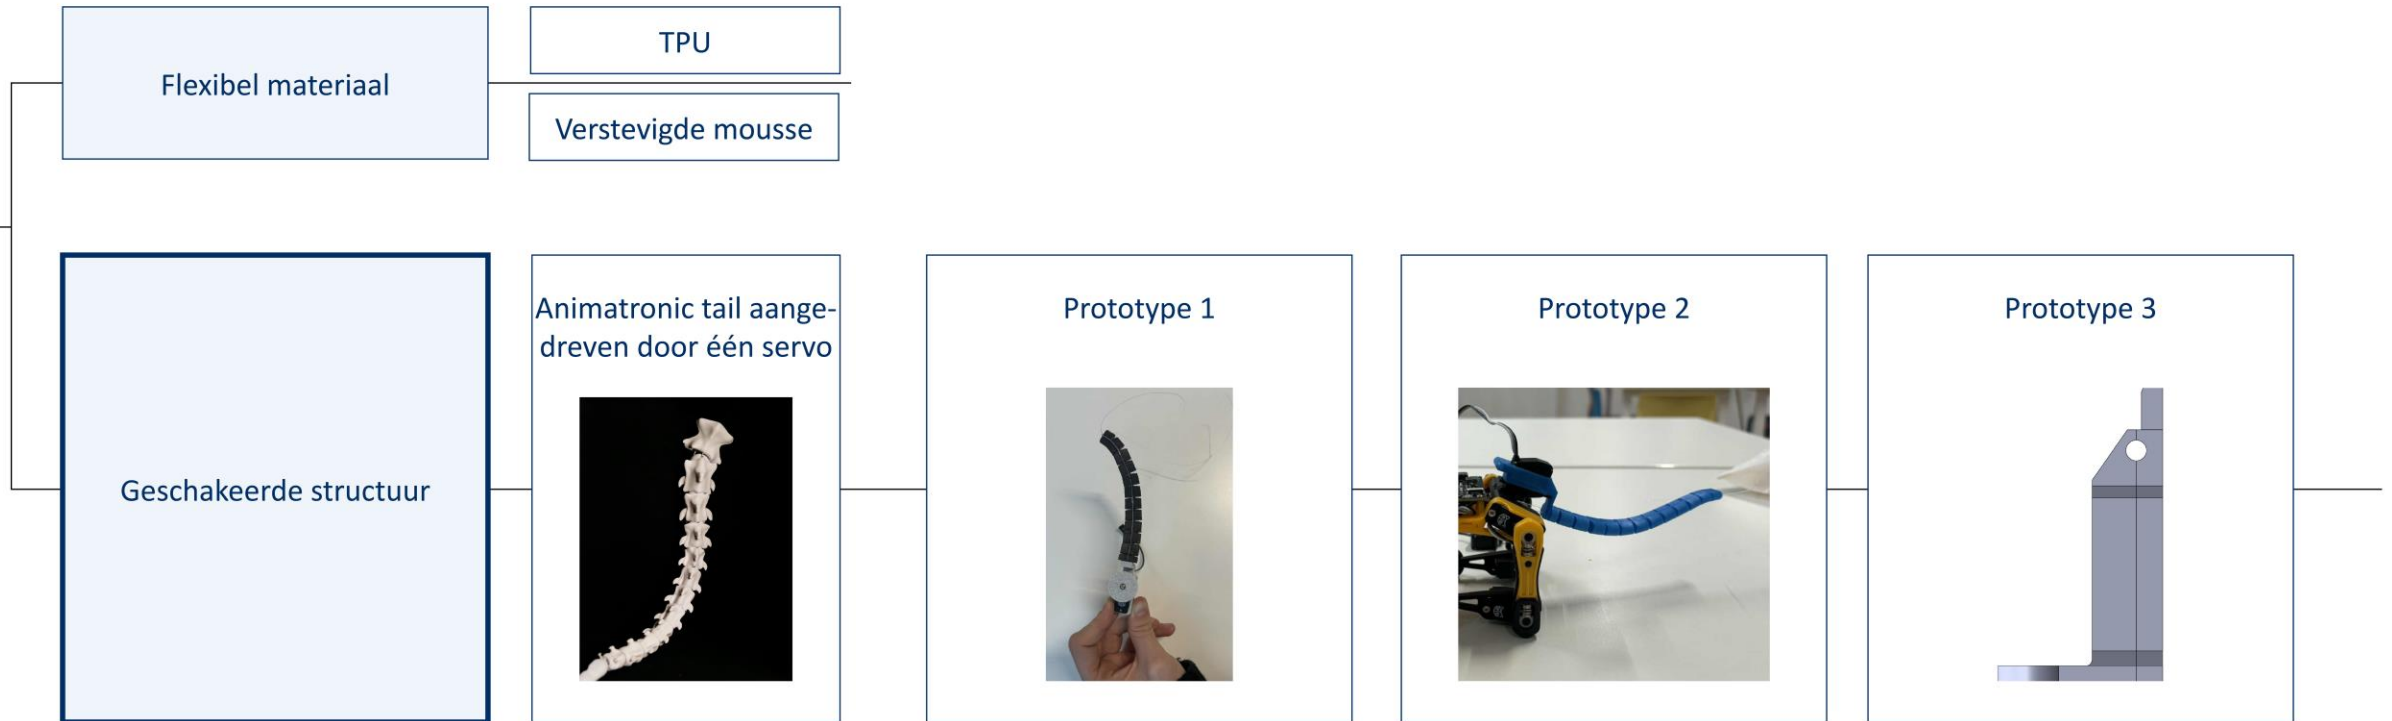 Flexibel materiaal
TPU
Verstevigde mousse
Geschakeerde structuur
Animatronic tail aange-
dreven door één servo
Prototype 1
Prototype 2
Prototype 3